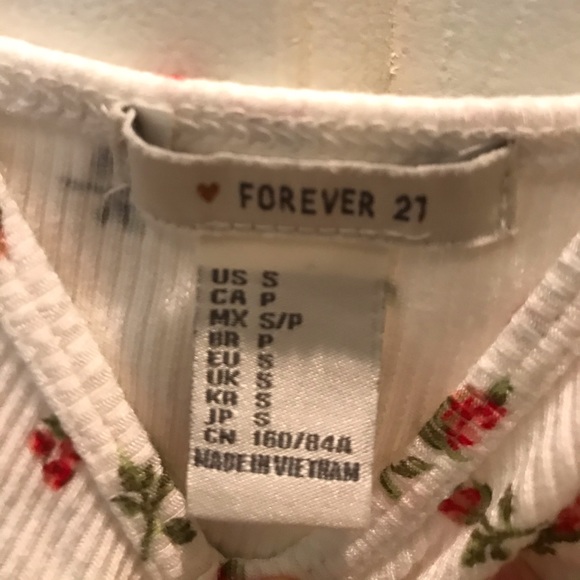 ♥ FOREVER 21
US S
CA P
MX S/P
BR P
EU S
UK S
KR S
JP S
CN 160/84A
MADE IN VIETNAM